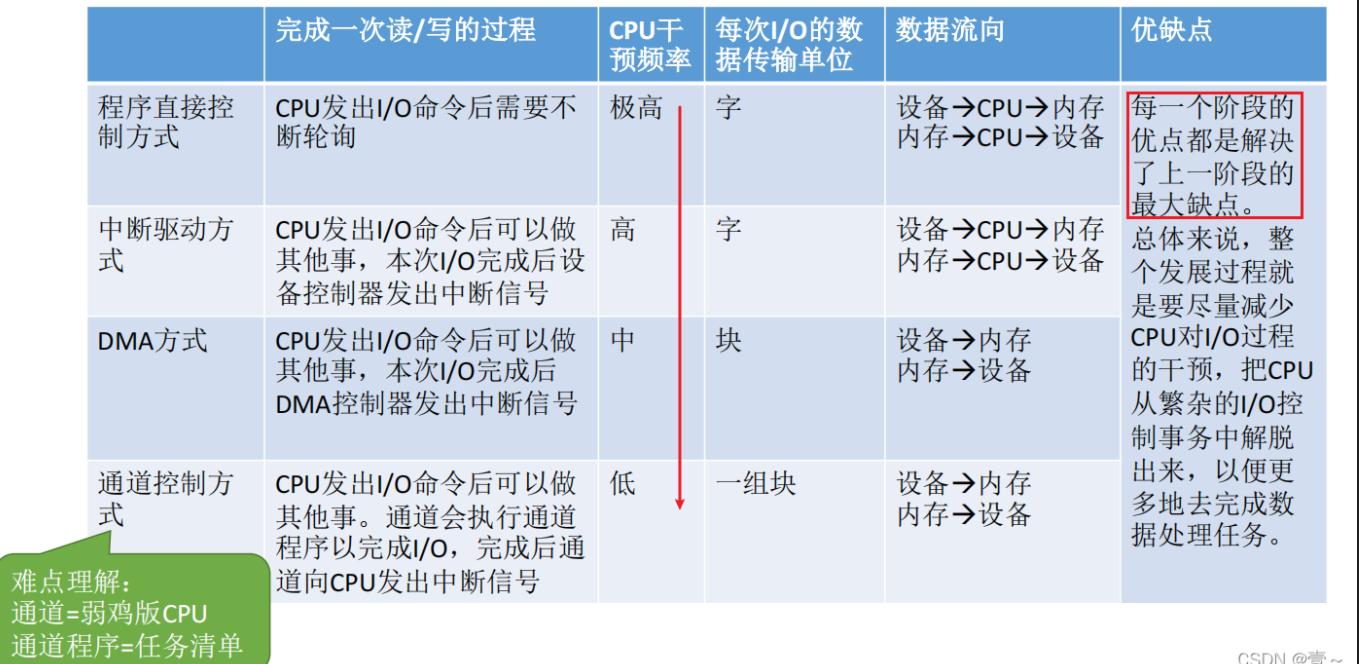 完成一次读/写的过程
CPU干
预频率
每次I/O的数
据传输单位
数据流向
优缺点
程序直接控
制方式
CPU发出I/O命令后需要不
断轮询
极高
字
设备→CPU→内存
内存→CPU→设备
每一个阶段的
优点都是解决
了上一阶段的
最大缺点。
总体来说，整
个发展过程就
是要尽量减少
CPU对I/O过程
的干预，把CPU
从繁杂的I/O控
制事务中解脱
出来，以便更
多地去完成数
据处理任务。
中断驱动方
式
CPU发出I/O命令后可以做
其他事，本次I/O完成后设
备控制器发出中断信号
高
字
设备→CPU→内存
内存→CPU→设备
DMA方式
CPU发出I/O命令后可以做
其他事，本次I/O完成后
DMA控制器发出中断信号
中
块
设备→内存
内存→设备
通道控制方
式
CPU发出I/O命令后可以做
其他事。通道会执行通道
程序以完成I/O，完成后通
道向CPU发出中断信号
低
一组块
设备→内存
内存→设备
难点理解：
通道=弱鸡版CPU
通道程序=任务清单
CSDN @壹~